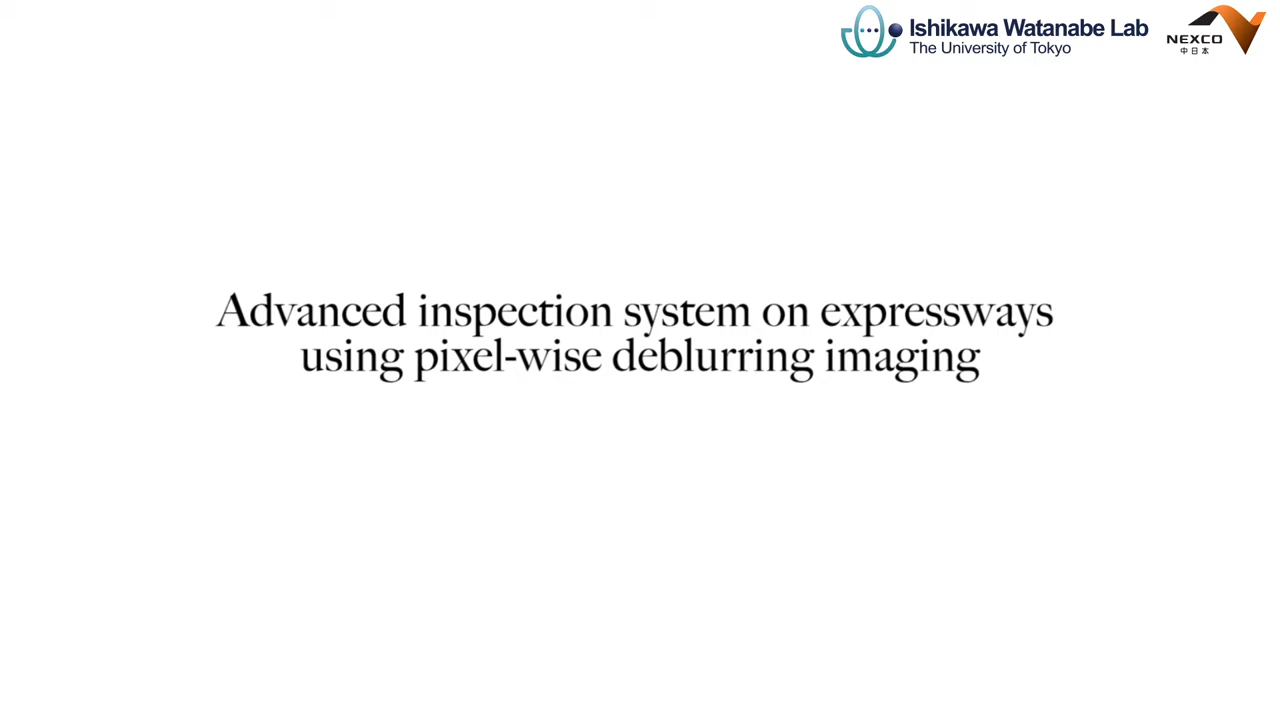 Ishikawa Watanabe Lab
The University of Tokyo
NEXCO
中日本
Advanced inspection system on expressways
using pixel-wise deblurring imaging